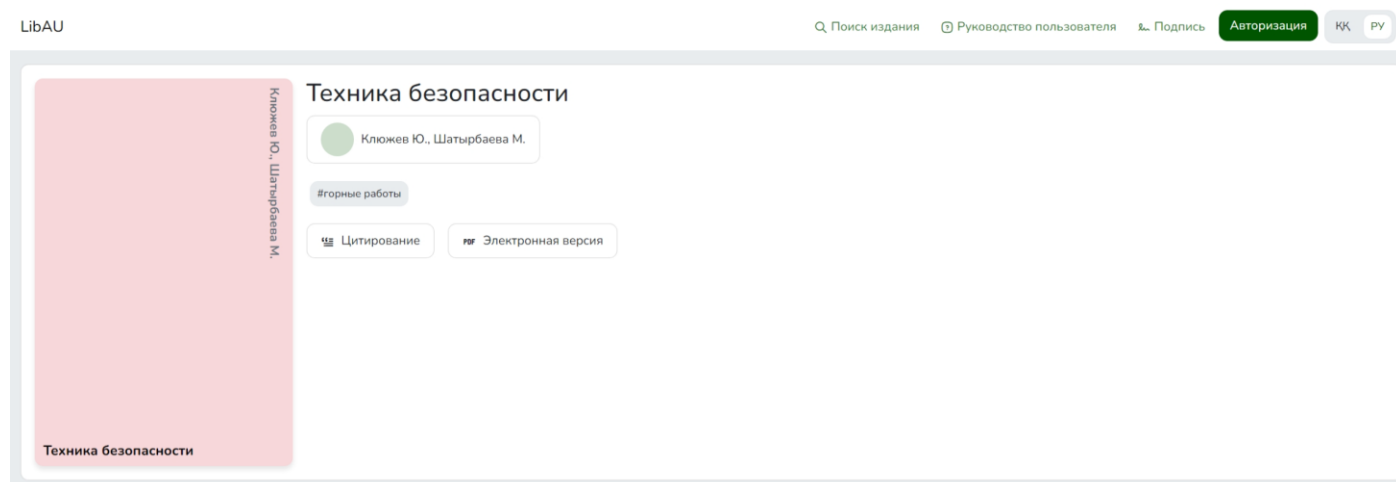 LibAU
Поиск издания
Руководство пользователя
Подпись
Авторизация
ҚҚ
РУ
Клюжев Ю., Шатырбаева М.
Техника безопасности
Техника безопасности
Клюжев Ю., Шатырбаева М.
#горные работы
Цитирование
PDF Электронная версия